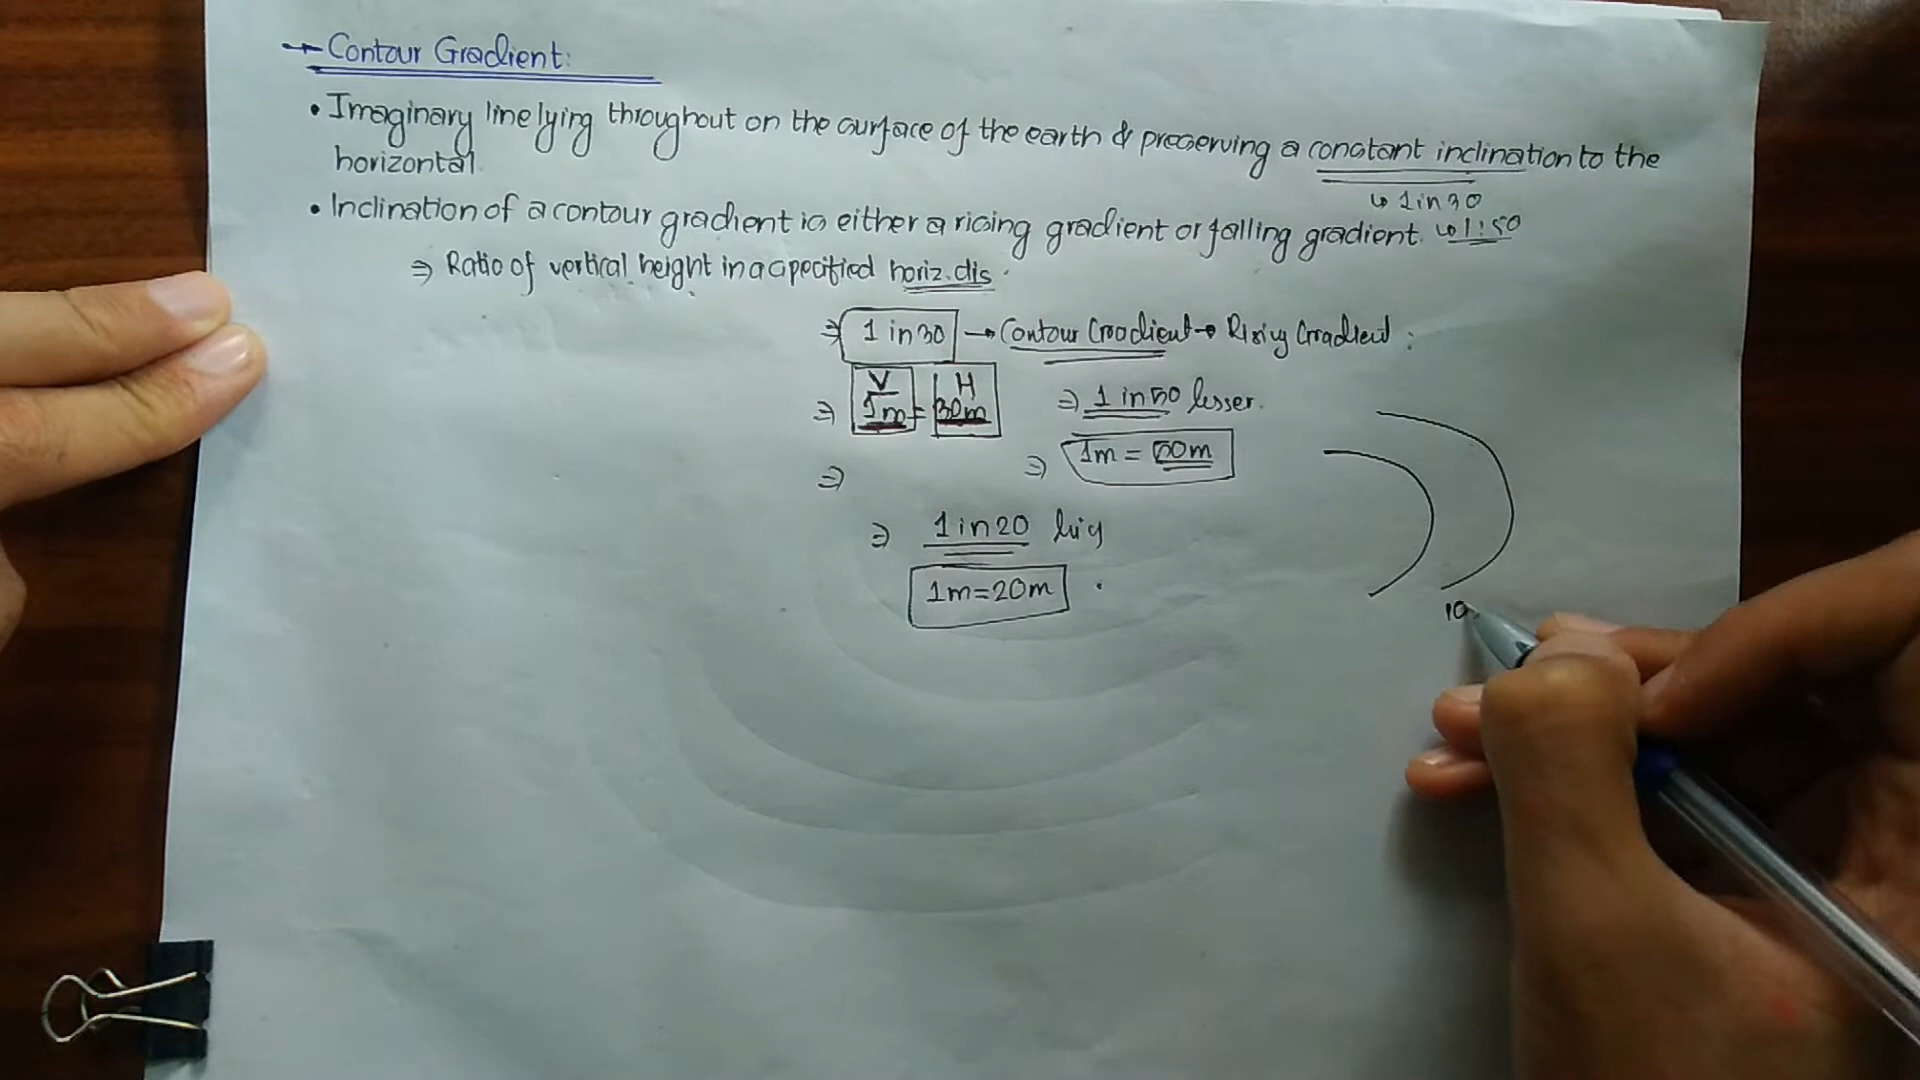 → Contour Gradient:
• Imaginary line lying throughout on the surface of the earth & preserving a constant inclination to the
horizontal.
↳ 1 in 30
• Inclination of a contour gradient is either a rising gradient or falling gradient. ↳ 1:50
⇒ Ratio of vertical height in a specified horiz. dis.
⇒ 1 in 30 → Contour Gradient → Rising Gradient:
V H
⇒ 1m = 30m
⇒ 1 in 50 lesser.
⇒ 1m = 50m
⇒
⇒ 1 in 20
1m = 20m
10